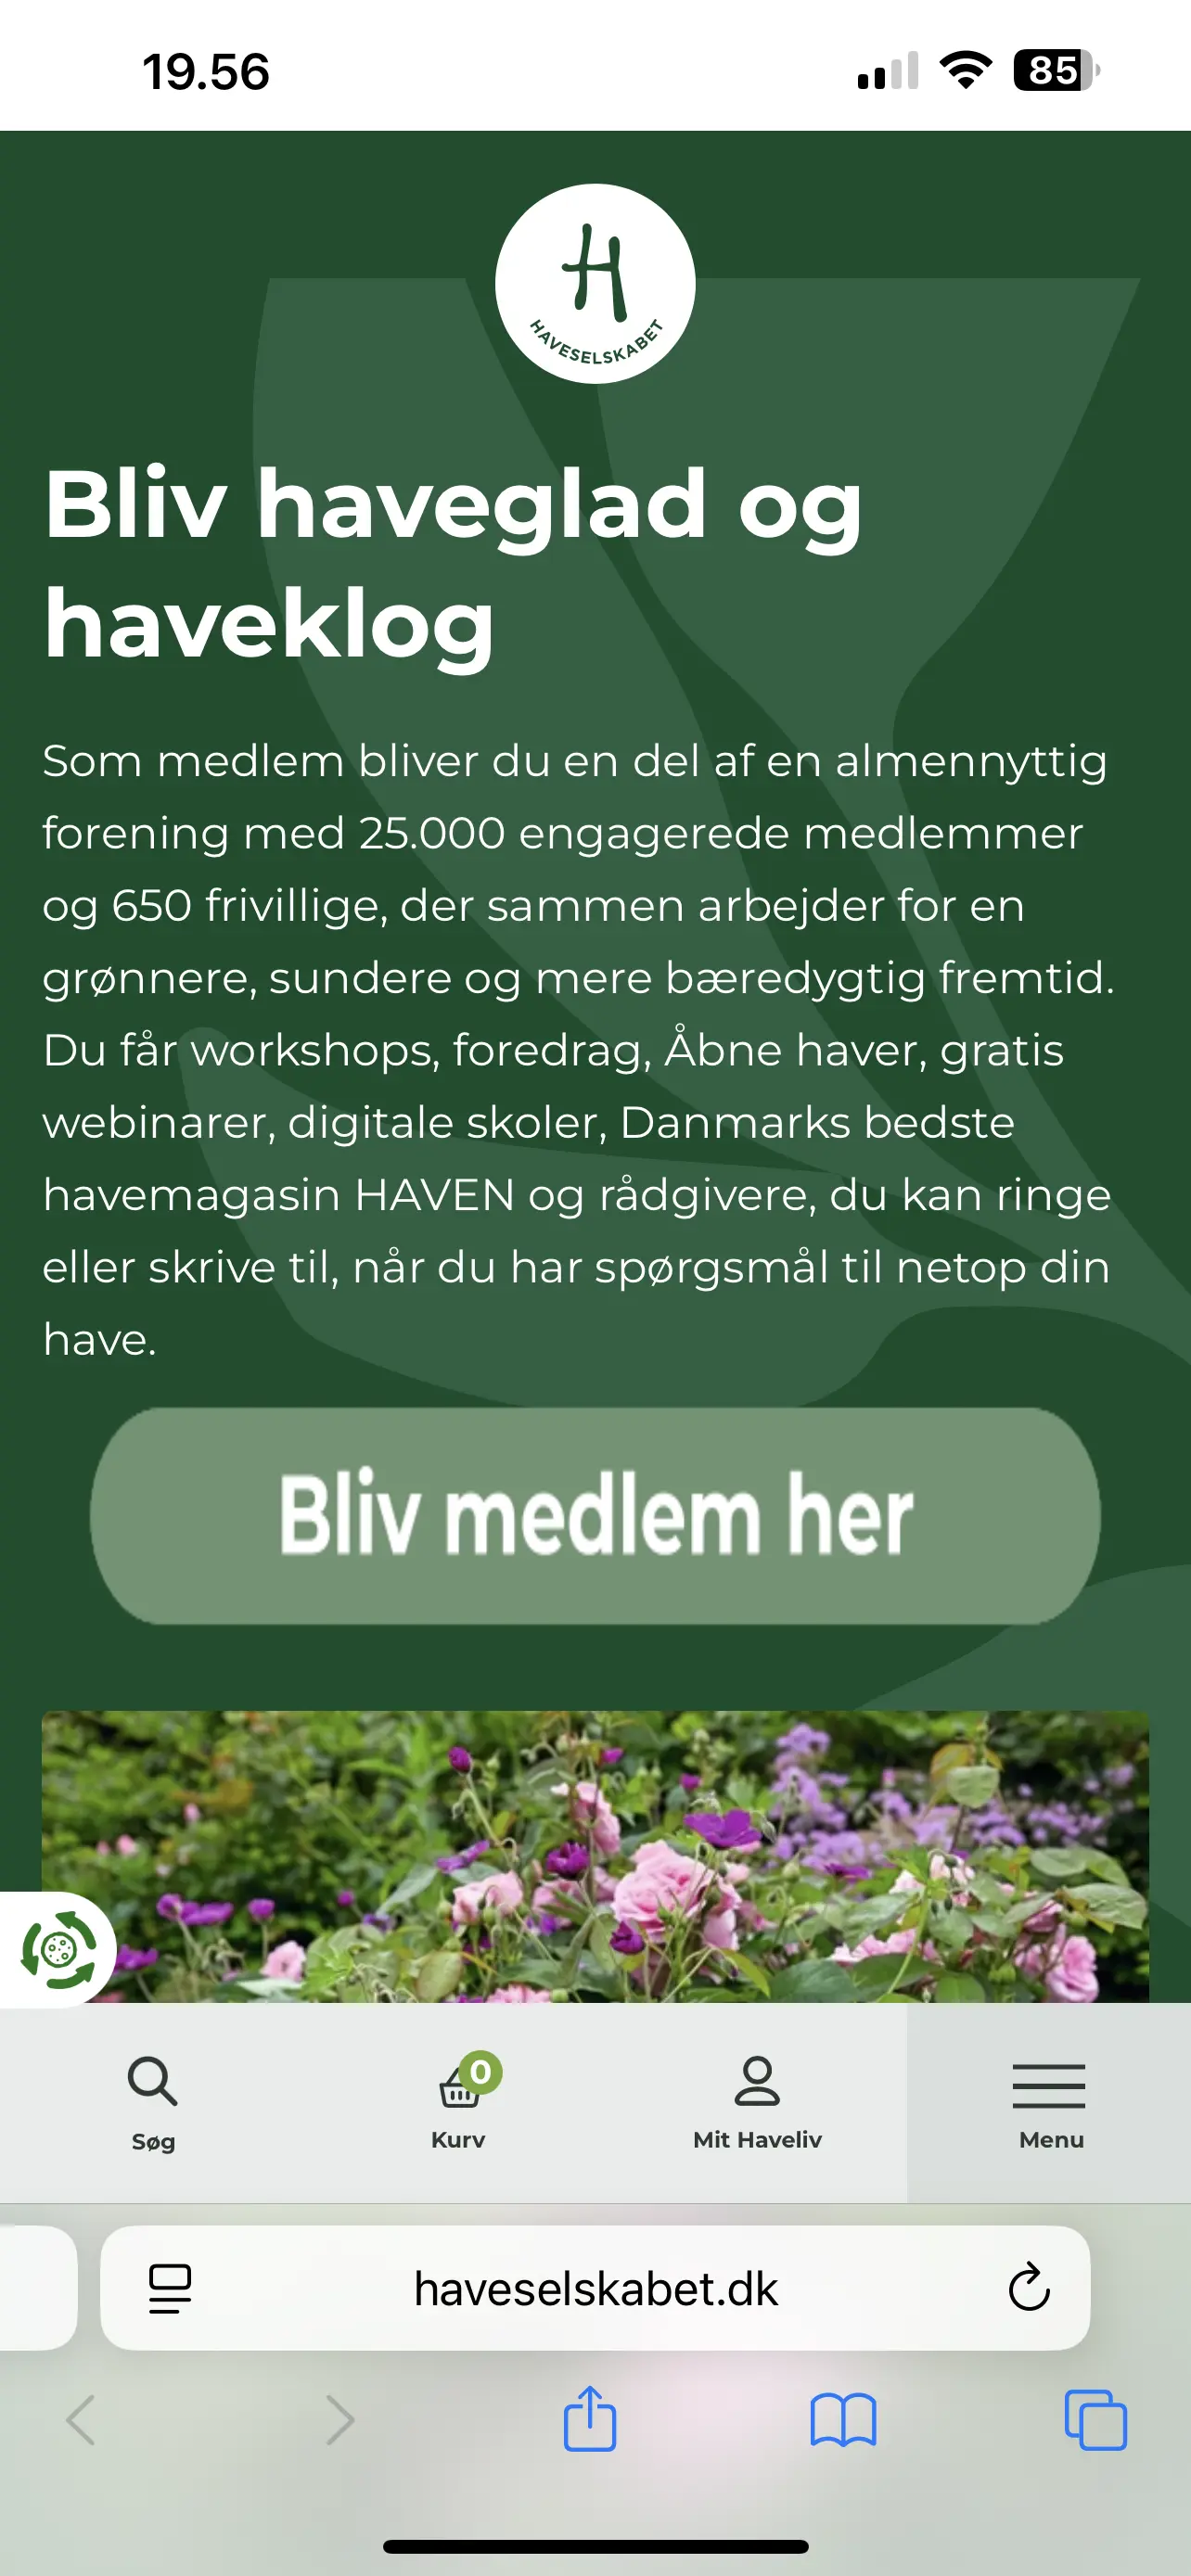 19.56
85
H
HAVESELSKABET
Bliv haveglad og
haveklog
Som medlem bliver du en del af en almennyttig
forening med 25.000 engagerede medlemmer
og 650 frivillige, der sammen arbejder for en
grønnere, sundere og mere bæredygtig fremtid.
Du får workshops, foredrag, Åbne haver, gratis
webinarer, digitale skoler, Danmarks bedste
havemagasin HAVEN og rådgivere, du kan ringe
eller skrive til, når du har spørgsmål til netop din
have.
Bliv medlem her
0
Søg
Kurv
Mit Haveliv
Menu
haveselskabet.dk